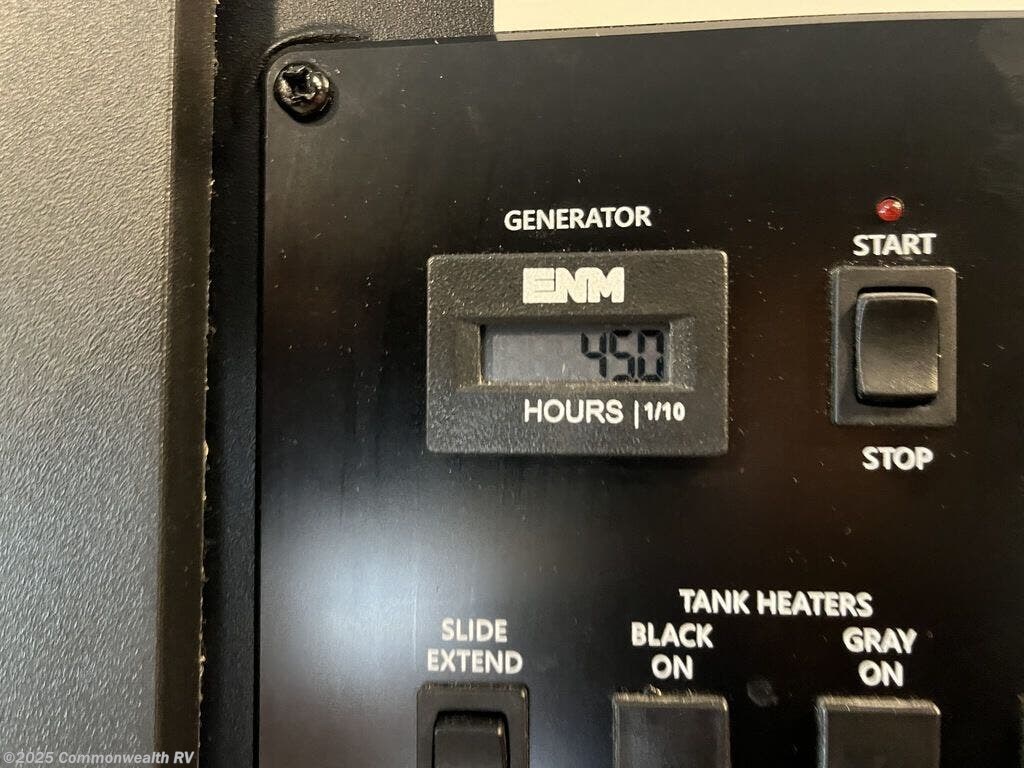 GENERATOR
ENM
45.0
HOURS | 1/10
START
STOP
TANK HEATERS
SLIDE
EXTEND
BLACK
ON
GRAY
ON
©2025 Commonwealth RV